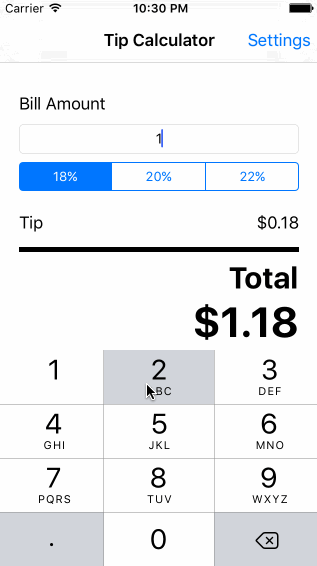 Carrier 10:30 PM
Tip Calculator Settings
Bill Amount
1
18% 20% 22%
Tip $0.18
Total
$1.18
1 2 3
ABC DEF
4 5 6
GHI JKL MNO
7 8 9
PQRS TUV WXYZ
. 0